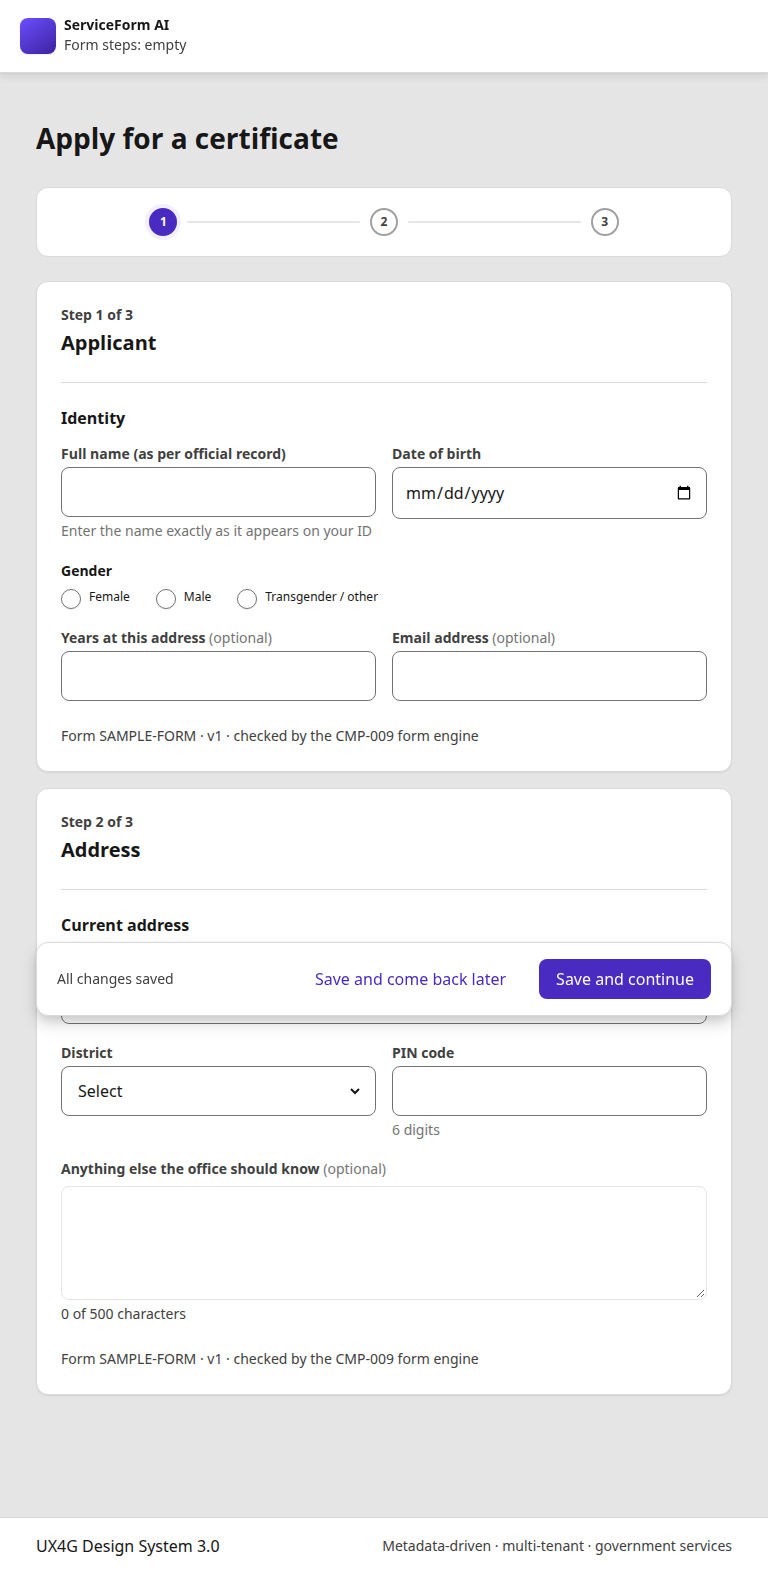 ServiceForm AI
Form steps: empty
Apply for a certificate
1 2 3
Step 1 of 3
Applicant
Identity
Full name (as per official record) Date of birth
mm/dd/yyyy
Enter the name exactly as it appears on your ID
Gender
Female Male Transgender / other
Years at this address (optional) Email address (optional)
Form SAMPLE-FORM · v1 · checked by the CMP-009 form engine
Step 2 of 3
Address
Current address
All changes saved Save and come back later Save and continue
District PIN code
Select
6 digits
Anything else the office should know (optional)
0 of 500 characters
Form SAMPLE-FORM · v1 · checked by the CMP-009 form engine
UX4G Design System 3.0 Metadata-driven · multi-tenant · government services